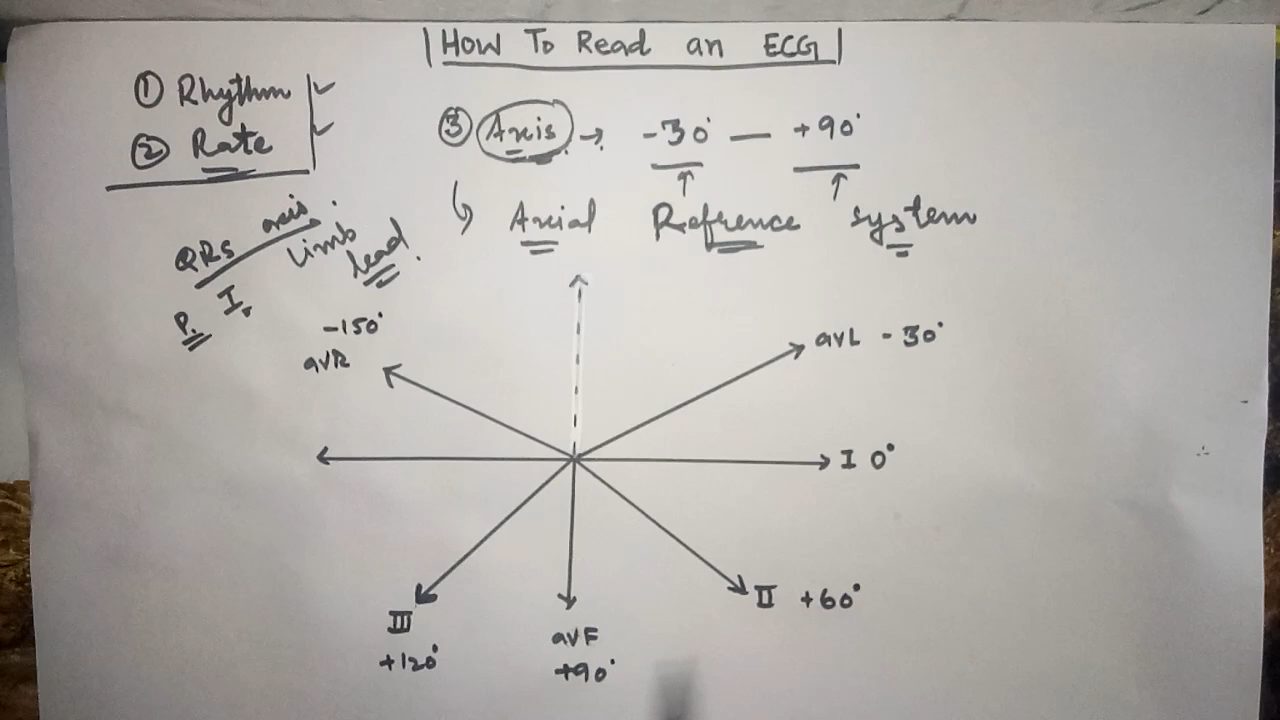 How To Read an ECG
① Rhythm ✓
② Rate ✓
③ Axis → -30° — +90°
Axial Refrence system
QRS axis
limb
lead
I
P
-150°
avR
avL - 30°
I 0°
II +60°
III
+120°
avF
+90°